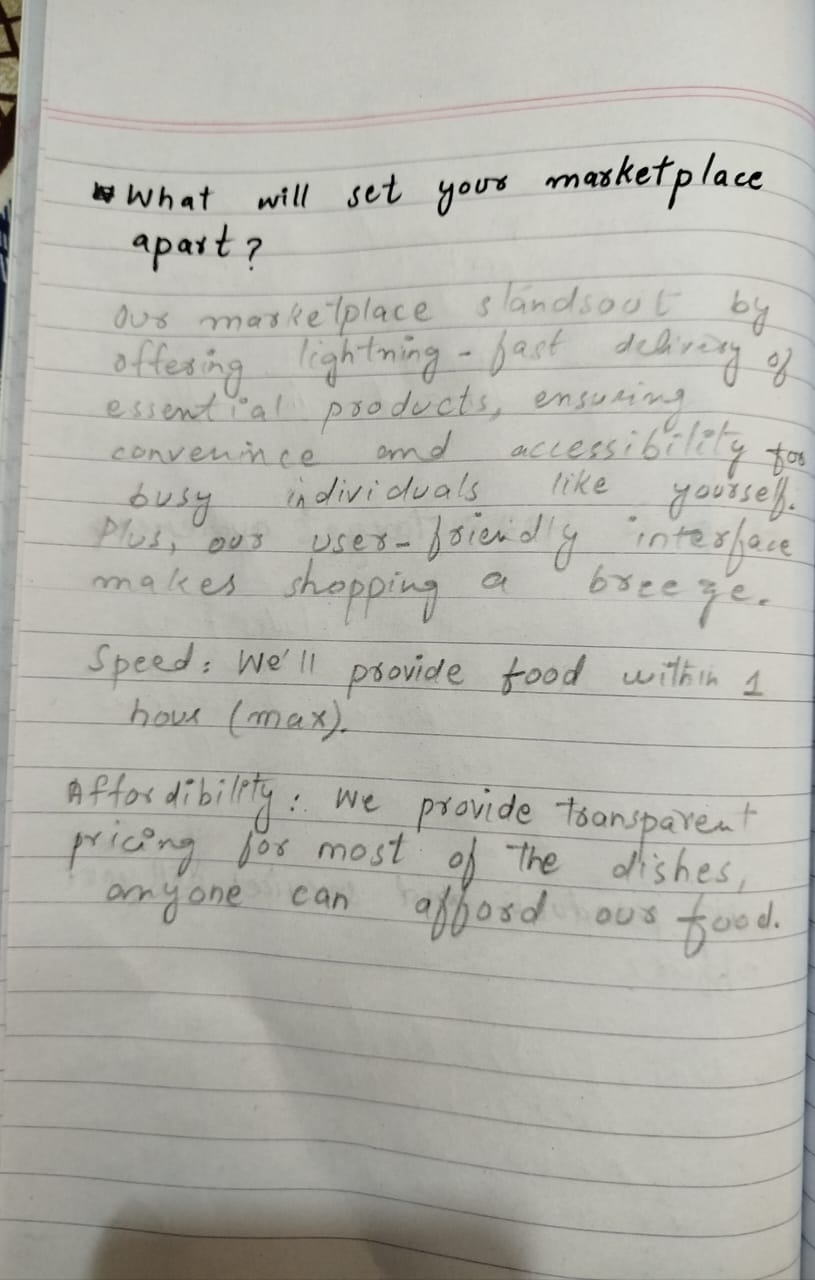 What will set your marketplace
apart?
Our marketplace standsout by
offering lightning-fast delivery of
essential products, ensuring
convenince and accessibility for
busy individuals like yourself.
Plus, our user-friendly interface
makes shopping a breeze.
Speed: We'll provide food within 1
hour (max).
Affordibility: We provide transparent
pricing for most of the dishes,
anyone can afford our food.